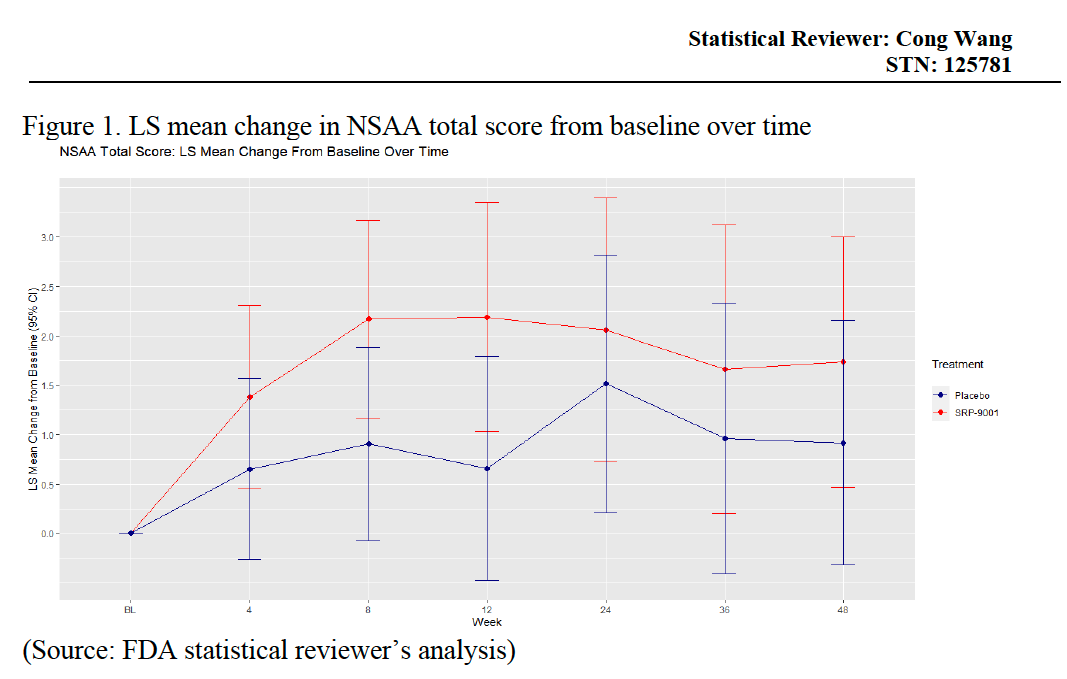 Statistical Reviewer: Cong Wang
STN: 125781
Figure 1. LS mean change in NSAA total score from baseline over time
NSAA Total Score: LS Mean Change From Baseline Over Time
LS Mean Change from Baseline (95% CI)
3.0
2.5
2.0
1.5
1.0
0.5
0.0
BL 4 8 12 24 36 48
Week
Treatment
Placebo
SRP-9001
(Source: FDA statistical reviewer’s analysis)